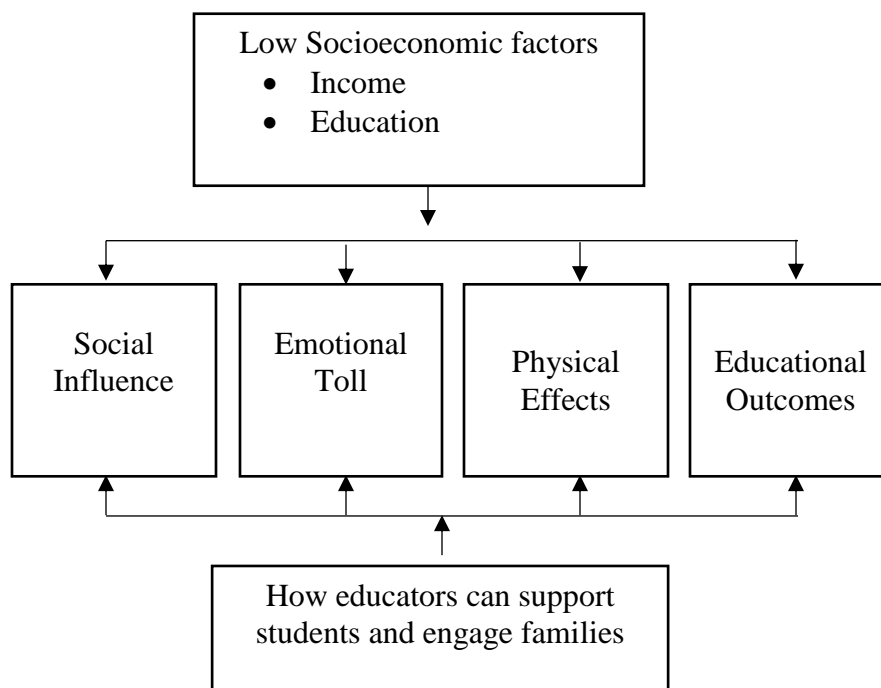 Low Socioeconomic factors
• Income
• Education
Social
Influence
Emotional
Toll
Physical
Effects
Educational
Outcomes
How educators can support
students and engage families